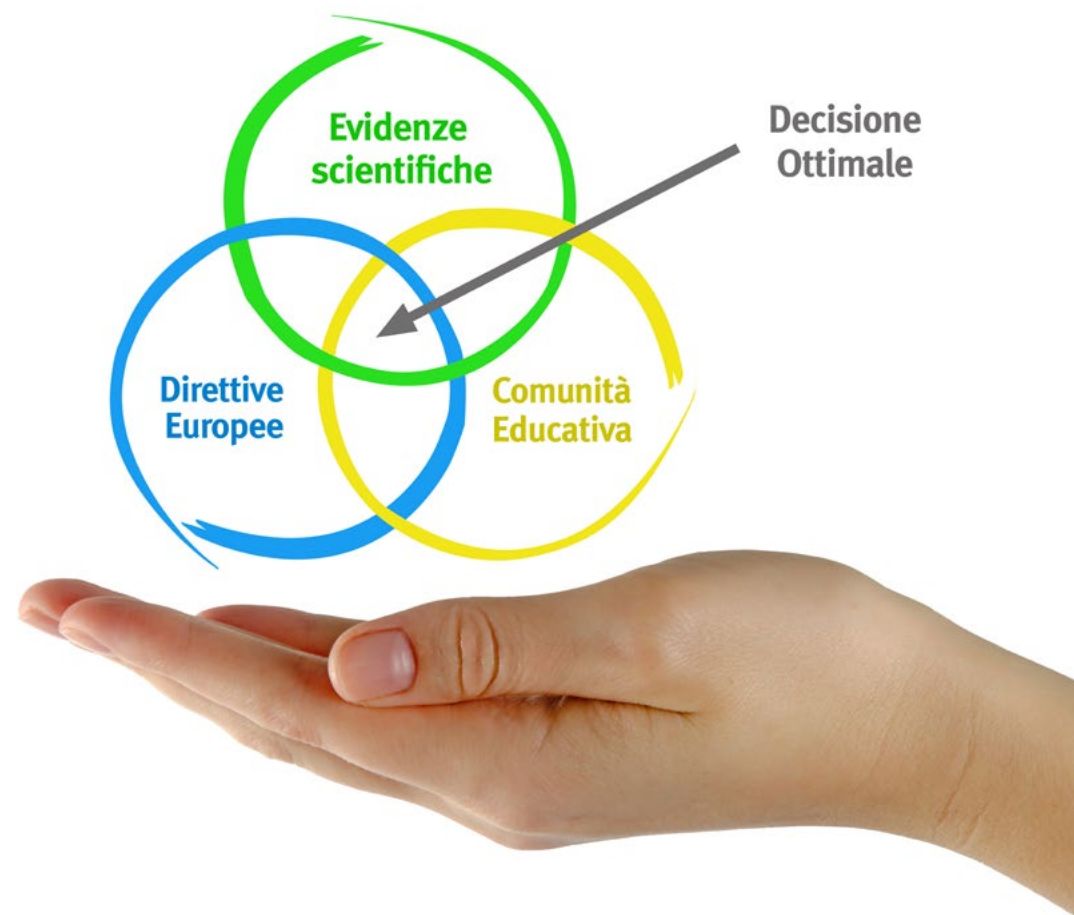 Evidenze
scientifiche
Decisione
Ottimale
Direttive
Europee
Comunità
Educativa